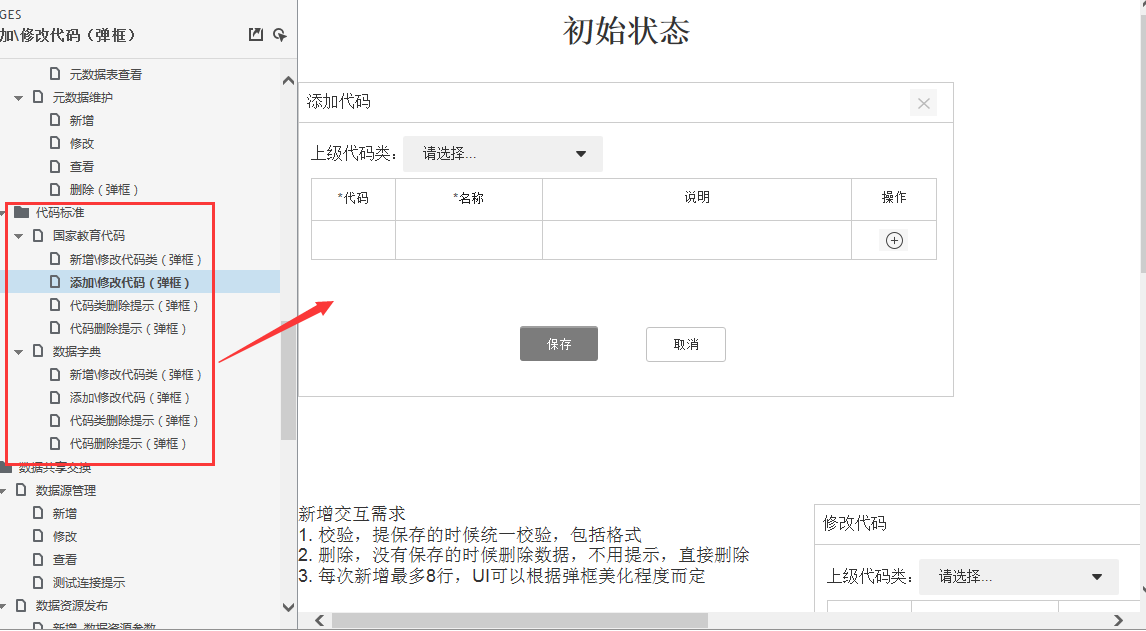 GES
加\修改代码（弹框）
元数据表查看
元数据维护
新增
修改
查看
删除（弹框）
代码标准
国家教育代码
新增\修改代码类（弹框）
添加\修改代码（弹框）
代码类删除提示（弹框）
代码删除提示（弹框）
数据字典
新增\修改代码类（弹框）
添加\修改代码（弹框）
代码类删除提示（弹框）
代码删除提示（弹框）
数据共享交换
数据源管理
新增
修改
查看
测试连接提示
数据资源发布
新增_数据资源参数
初始状态
添加代码
上级代码类： 请选择...
*代码 *名称 说明 操作
保存 取消
新增交互需求
1. 校验，提保存的时候统一校验，包括格式
2. 删除，没有保存的时候删除数据，不用提示，直接删除
3. 每次新增最多8行，UI可以根据弹框美化程度而定
修改代码
上级代码类： 请选择...